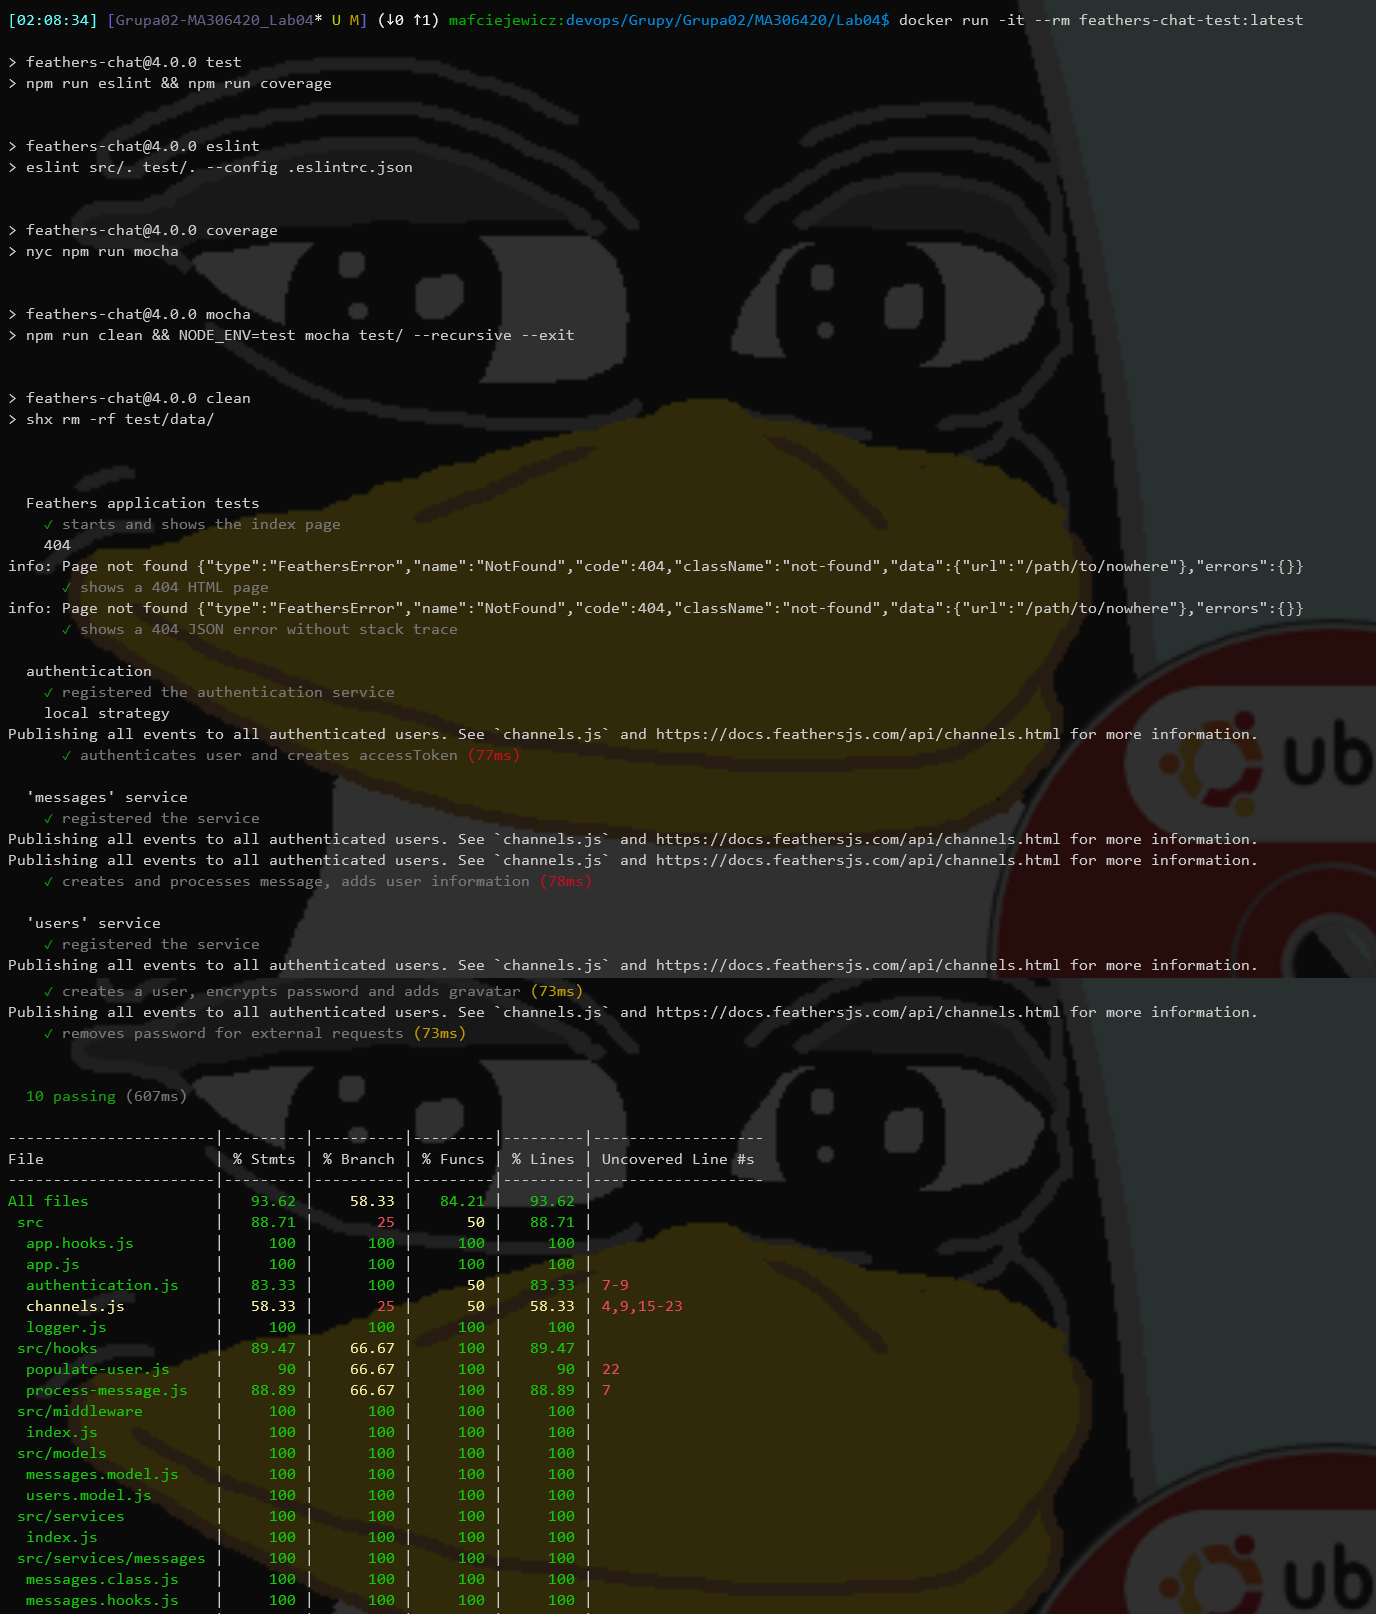 [02:08:34] [Grupa02-MA306420_Lab04* U M] (↓0 ↑1) mafciejewicz:devops/Grupy/Grupa02/MA306420/Lab04$ docker run -it --rm feathers-chat-test:latest
> feathers-chat@4.0.0 test
> npm run eslint && npm run coverage
> feathers-chat@4.0.0 eslint
> eslint src/. test/. --config .eslintrc.json
> feathers-chat@4.0.0 coverage
> nyc npm run mocha
> feathers-chat@4.0.0 mocha
> npm run clean && NODE_ENV=test mocha test/ --recursive --exit
> feathers-chat@4.0.0 clean
> shx rm -rf test/data/
Feathers application tests
✓ starts and shows the index page
404
info: Page not found {"type":"FeathersError","name":"NotFound","code":404,"className":"not-found","data":{"url":"/path/to/nowhere"},"errors":{}}
✓ shows a 404 HTML page
info: Page not found {"type":"FeathersError","name":"NotFound","code":404,"className":"not-found","data":{"url":"/path/to/nowhere"},"errors":{}}
✓ shows a 404 JSON error without stack trace
authentication
✓ registered the authentication service
local strategy
Publishing all events to all authenticated users. See `channels.js` and https://docs.feathersjs.com/api/channels.html for more information.
✓ authenticates user and creates accessToken (77ms)
'messages' service
✓ registered the service
Publishing all events to all authenticated users. See `channels.js` and https://docs.feathersjs.com/api/channels.html for more information.
Publishing all events to all authenticated users. See `channels.js` and https://docs.feathersjs.com/api/channels.html for more information.
✓ creates and processes message, adds user information (78ms)
'users' service
✓ registered the service
Publishing all events to all authenticated users. See `channels.js` and https://docs.feathersjs.com/api/channels.html for more information.
✓ creates a user, encrypts password and adds gravatar (73ms)
Publishing all events to all authenticated users. See `channels.js` and https://docs.feathersjs.com/api/channels.html for more information.
✓ removes password for external requests (73ms)
10 passing (607ms)
-----------------------|---------|----------|---------|---------|-------------------
File | % Stmts | % Branch | % Funcs | % Lines | Uncovered Line #s
-----------------------|---------|----------|---------|---------|-------------------
All files | 93.62 | 58.33 | 84.21 | 93.62 |
src | 88.71 | 25 | 50 | 88.71 |
app.hooks.js | 100 | 100 | 100 | 100 |
app.js | 100 | 100 | 100 | 100 |
authentication.js | 83.33 | 100 | 50 | 83.33 | 7-9
channels.js | 58.33 | 25 | 50 | 58.33 | 4,9,15-23
logger.js | 100 | 100 | 100 | 100 |
src/hooks | 89.47 | 66.67 | 100 | 89.47 |
populate-user.js | 90 | 66.67 | 100 | 90 | 22
process-message.js | 88.89 | 66.67 | 100 | 88.89 | 7
src/middleware | 100 | 100 | 100 | 100 |
index.js | 100 | 100 | 100 | 100 |
src/models | 100 | 100 | 100 | 100 |
messages.model.js | 100 | 100 | 100 | 100 |
users.model.js | 100 | 100 | 100 | 100 |
src/services | 100 | 100 | 100 | 100 |
index.js | 100 | 100 | 100 | 100 |
src/services/messages | 100 | 100 | 100 | 100 |
messages.class.js | 100 | 100 | 100 | 100 |
messages.hooks.js | 100 | 100 | 100 | 100 |
ub
ub